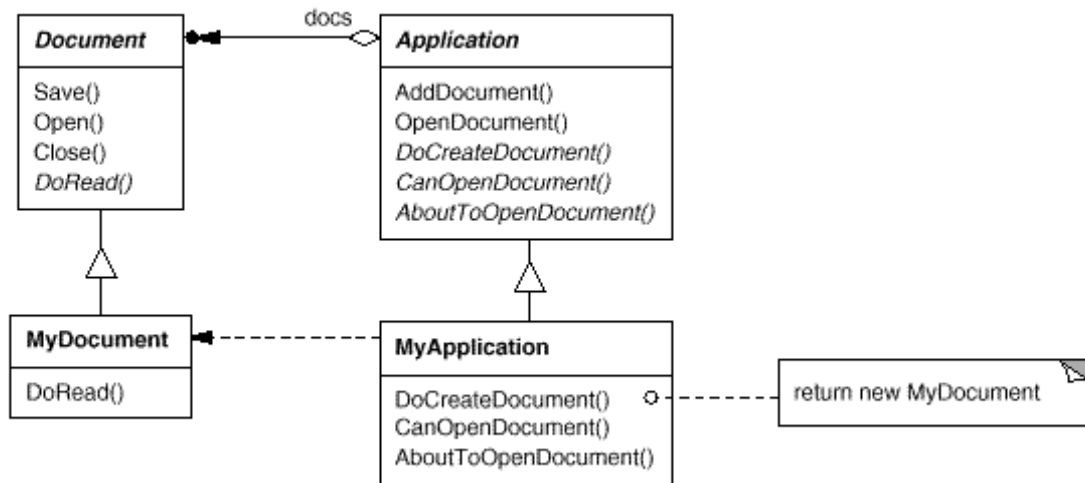 docs
Document
Save()
Open()
Close()
DoRead()
Application
AddDocument()
OpenDocument()
DoCreateDocument()
CanOpenDocument()
AboutToOpenDocument()
MyDocument
DoRead()
MyApplication
DoCreateDocument()
CanOpenDocument()
AboutToOpenDocument()
return new MyDocument